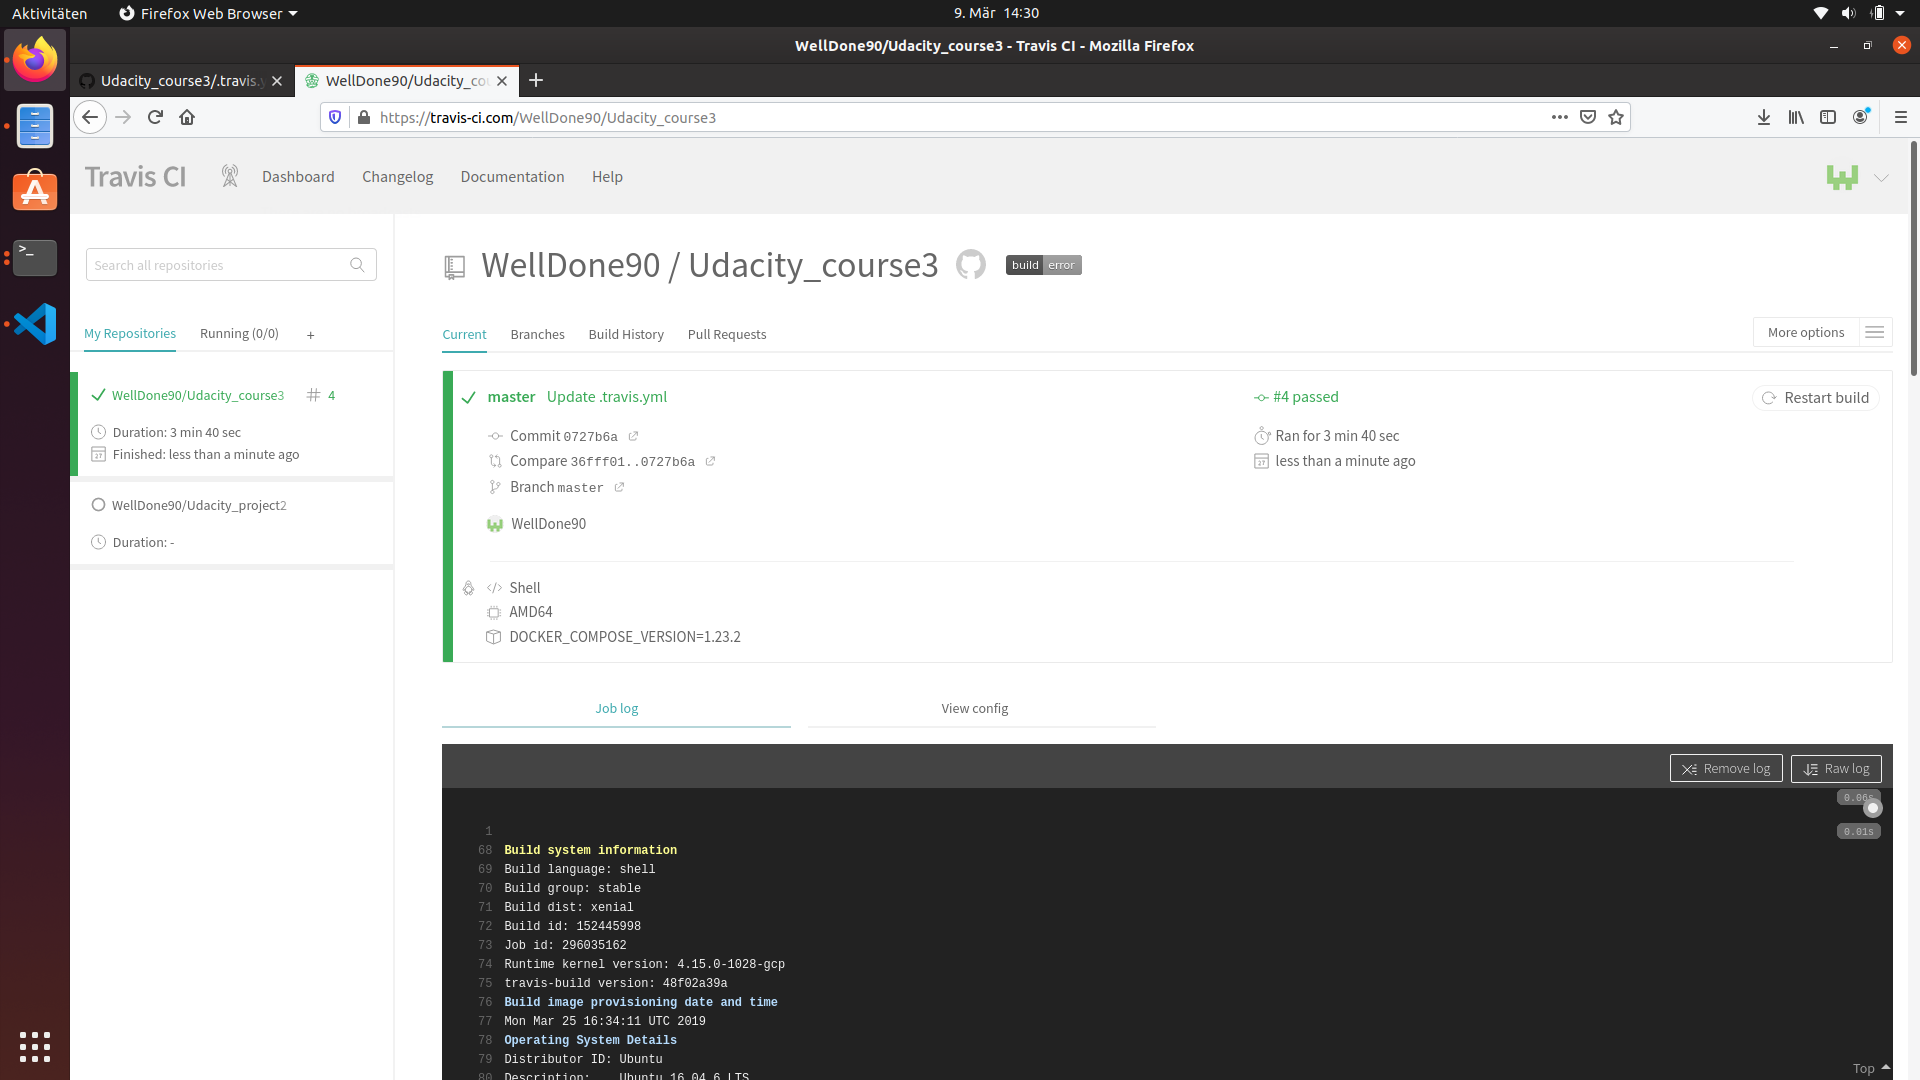 Aktivitäten
Firefox Web Browser
9. Mär 14:30
WellDone90/Udacity_course3 - Travis CI - Mozilla Firefox
Udacity_course3/.travis.y
WellDone90/Udacity_co
https://travis-ci.com/WellDone90/Udacity_course3
Travis CI
Dashboard
Changelog
Documentation
Help
Search all repositories
WellDone90 / Udacity_course3
build error
My Repositories
Running (0/0)
+
Current
Branches
Build History
Pull Requests
More options
WellDone90/Udacity_course3
# 4
Duration: 3 min 40 sec
Finished: less than a minute ago
WellDone90/Udacity_project2
Duration: -
master Update .travis.yml
#4 passed
Restart build
Commit 0727b6a
Ran for 3 min 40 sec
Compare 36fff01..0727b6a
less than a minute ago
Branch master
WellDone90
Shell
AMD64
DOCKER_COMPOSE_VERSION=1.23.2
Job log
View config
Remove log
Raw log
0.06s
1
0.01s
68 Build system information
69 Build language: shell
70 Build group: stable
71 Build dist: xenial
72 Build id: 152445998
73 Job id: 296035162
74 Runtime kernel version: 4.15.0-1028-gcp
75 travis-build version: 48f02a39a
76 Build image provisioning date and time
77 Mon Mar 25 16:34:11 UTC 2019
78 Operating System Details
79 Distributor ID: Ubuntu
80 Description: Ubuntu 16.04.6 LTS
Top